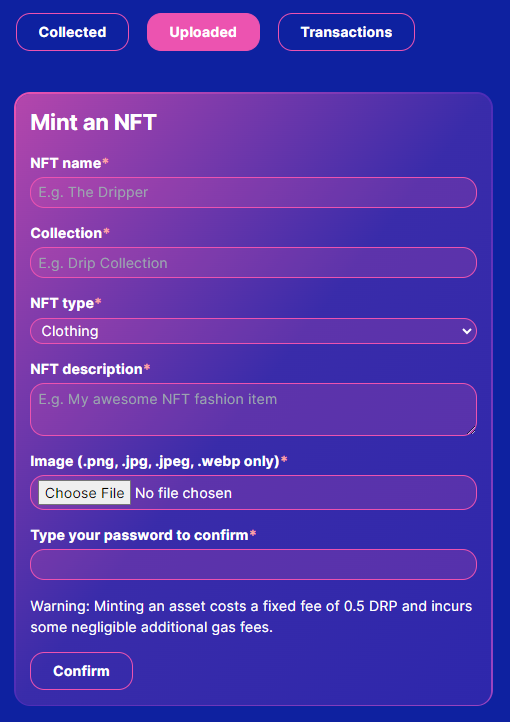 Collected Uploaded Transactions
Mint an NFT
NFT name*
E.g. The Dripper
Collection*
E.g. Drip Collection
NFT type*
Clothing
NFT description*
E.g. My awesome NFT fashion item
Image (.png, .jpg, .jpeg, .webp only)*
Choose File No file chosen
Type your password to confirm*
Warning: Minting an asset costs a fixed fee of 0.5 DRP and incurs
some negligible additional gas fees.
Confirm